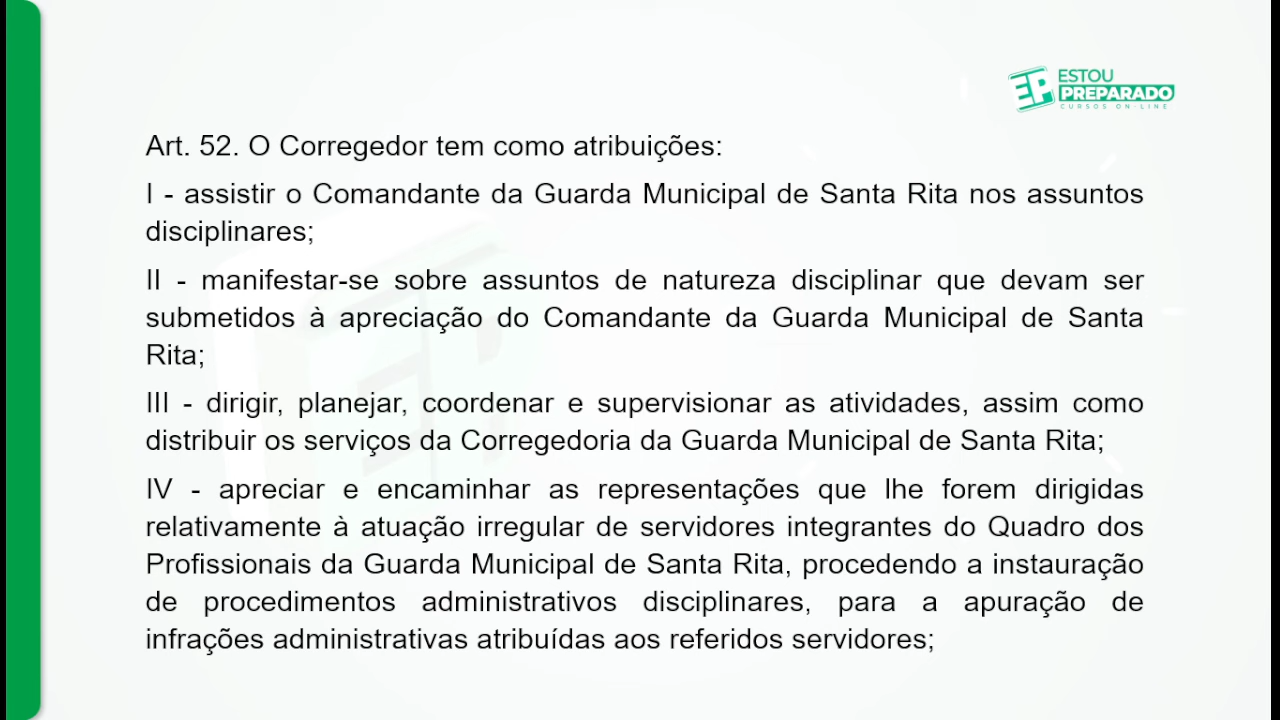 ESTOU
PREPARADO
CURSOS ON-LINE
Art. 52. O Corregedor tem como atribuições:
I - assistir o Comandante da Guarda Municipal de Santa Rita nos assuntos
disciplinares;
II - manifestar-se sobre assuntos de natureza disciplinar que devam ser
submetidos à apreciação do Comandante da Guarda Municipal de Santa
Rita;
III - dirigir, planejar, coordenar e supervisionar as atividades, assim como
distribuir os serviços da Corregedoria da Guarda Municipal de Santa Rita;
IV - apreciar e encaminhar as representações que lhe forem dirigidas
relativamente à atuação irregular de servidores integrantes do Quadro dos
Profissionais da Guarda Municipal de Santa Rita, procedendo a instauração
de procedimentos administrativos disciplinares, para a apuração de
infrações administrativas atribuídas aos referidos servidores;